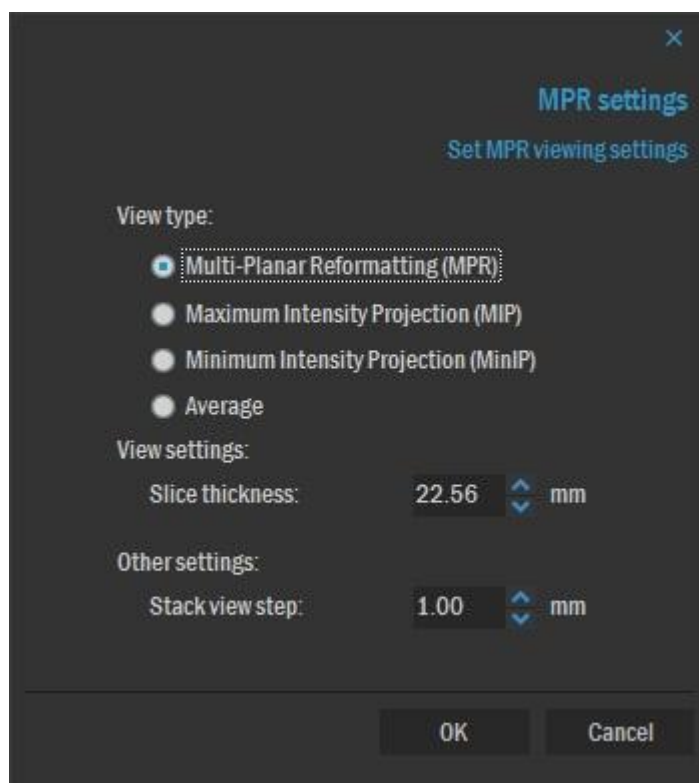 ×
MPR settings
Set MPR viewing settings
View type:
Multi-Planar Reformatting (MPR)
Maximum Intensity Projection (MIP)
Minimum Intensity Projection (MinIP)
Average
View settings:
Slice thickness: 22.56 mm
Other settings:
Stack view step: 1.00 mm
OK Cancel